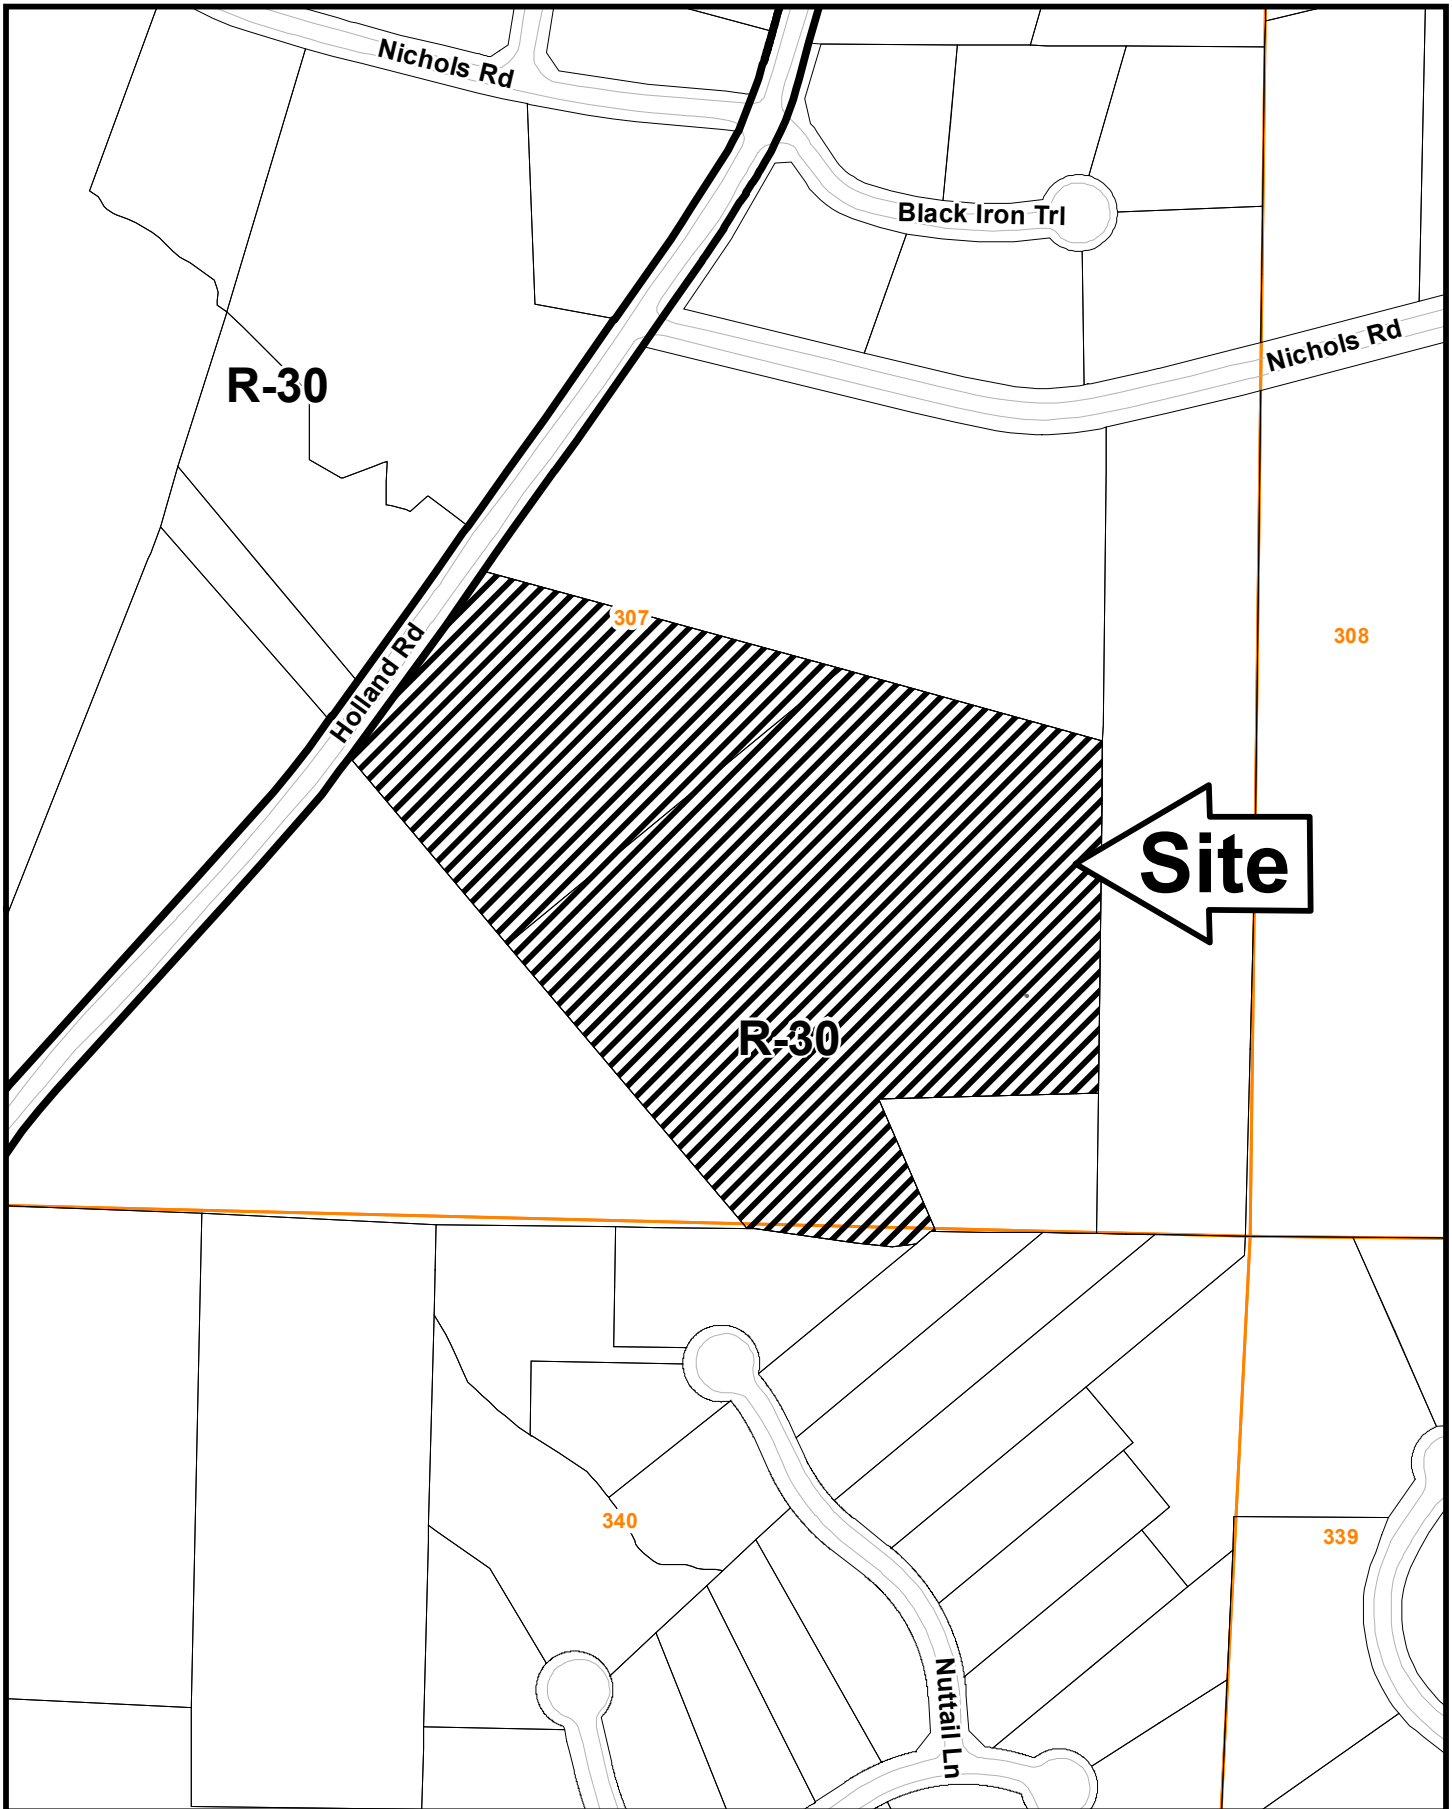 Nichols Rd
Black Iron Trl
Nichols Rd
R-30
307
308
Holland Rd
Site
R-30
340
339
Nuttail Ln